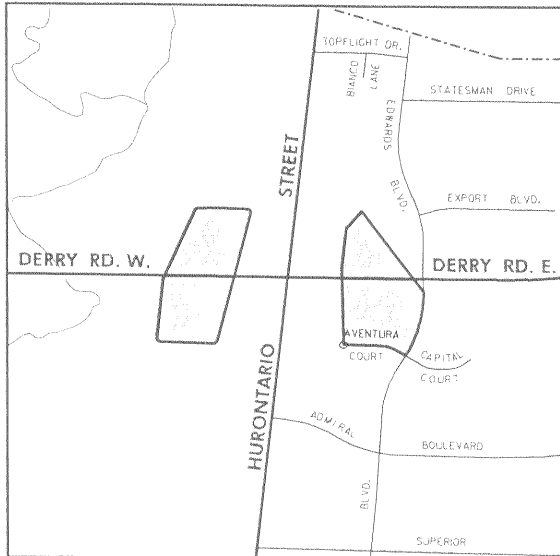 TOPFLIGHT DR.
BIANCO
LANE
EDWARDS
BLVD.
STATESMAN DRIVE
EXPORT BLVD.
STREET
DERRY RD. W.
DERRY RD. E.
AVENTURA
COURT
CAPITAL
COURT
HURONTARIO
ADMIRAL
BOULEVARD
BLVD.
SUPERIOR